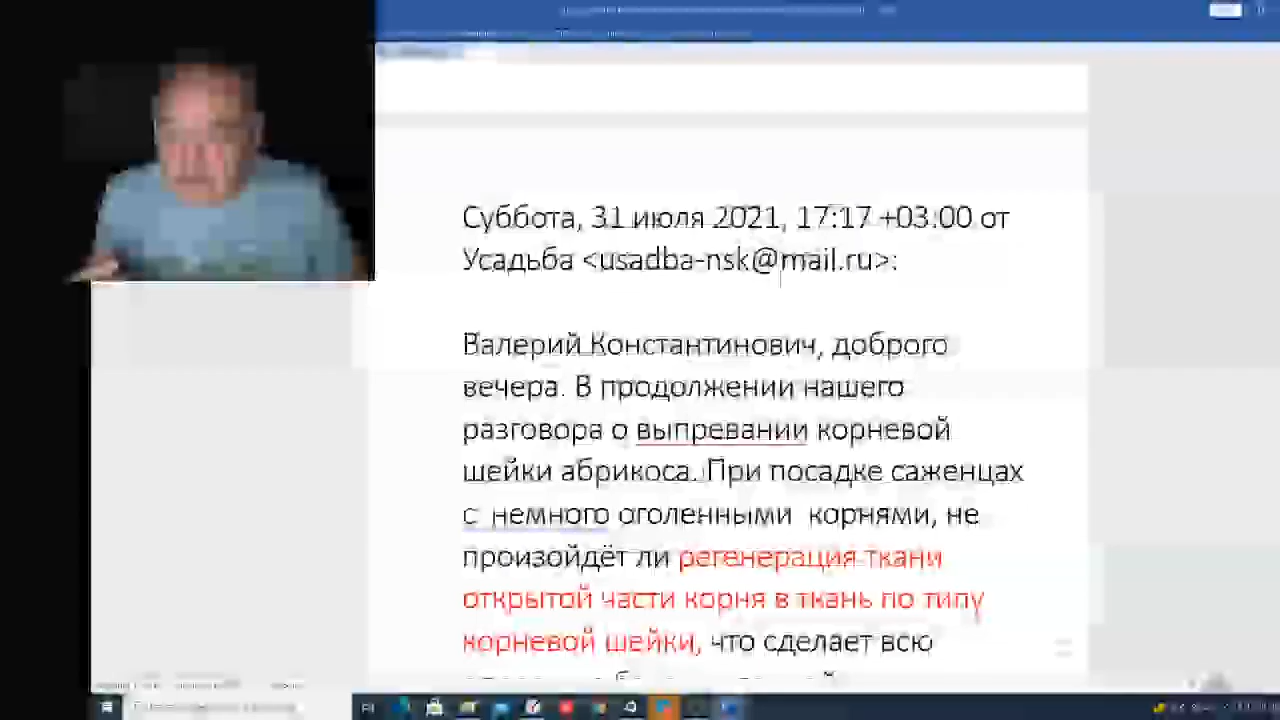 Суббота, 31 июля 2021, 17:17 +03:00 от
Усадьба <usadba-nsk@mail.ru>:
Валерий Константинович, доброго
вечера. В продолжении нашего
разговора о выпревании корневой
шейки абрикоса. При посадке саженцах
с немного оголенными корнями, не
произойдёт ли регенерация ткани
открытой части корня в ткань по типу
корневой шейки, что сделает всю